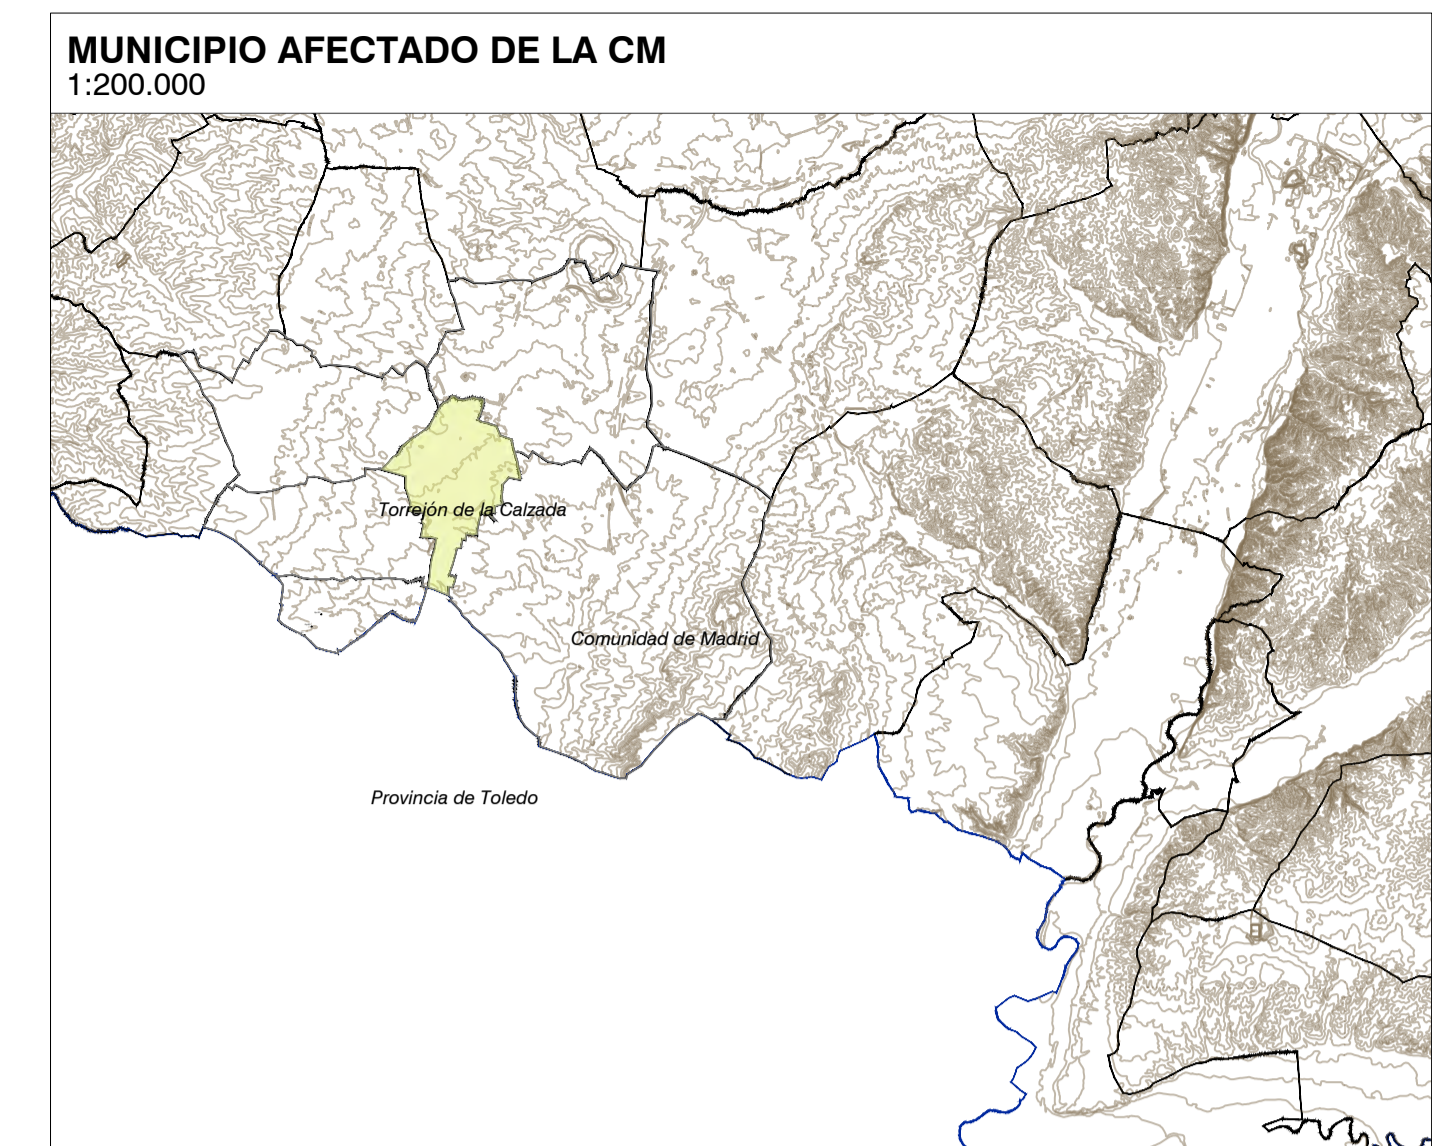 MUNICIPIO AFECTADO DE LA CM
1:200.000
Torrejón de la Calzada
Comunidad de Madrid
Provincia de Toledo